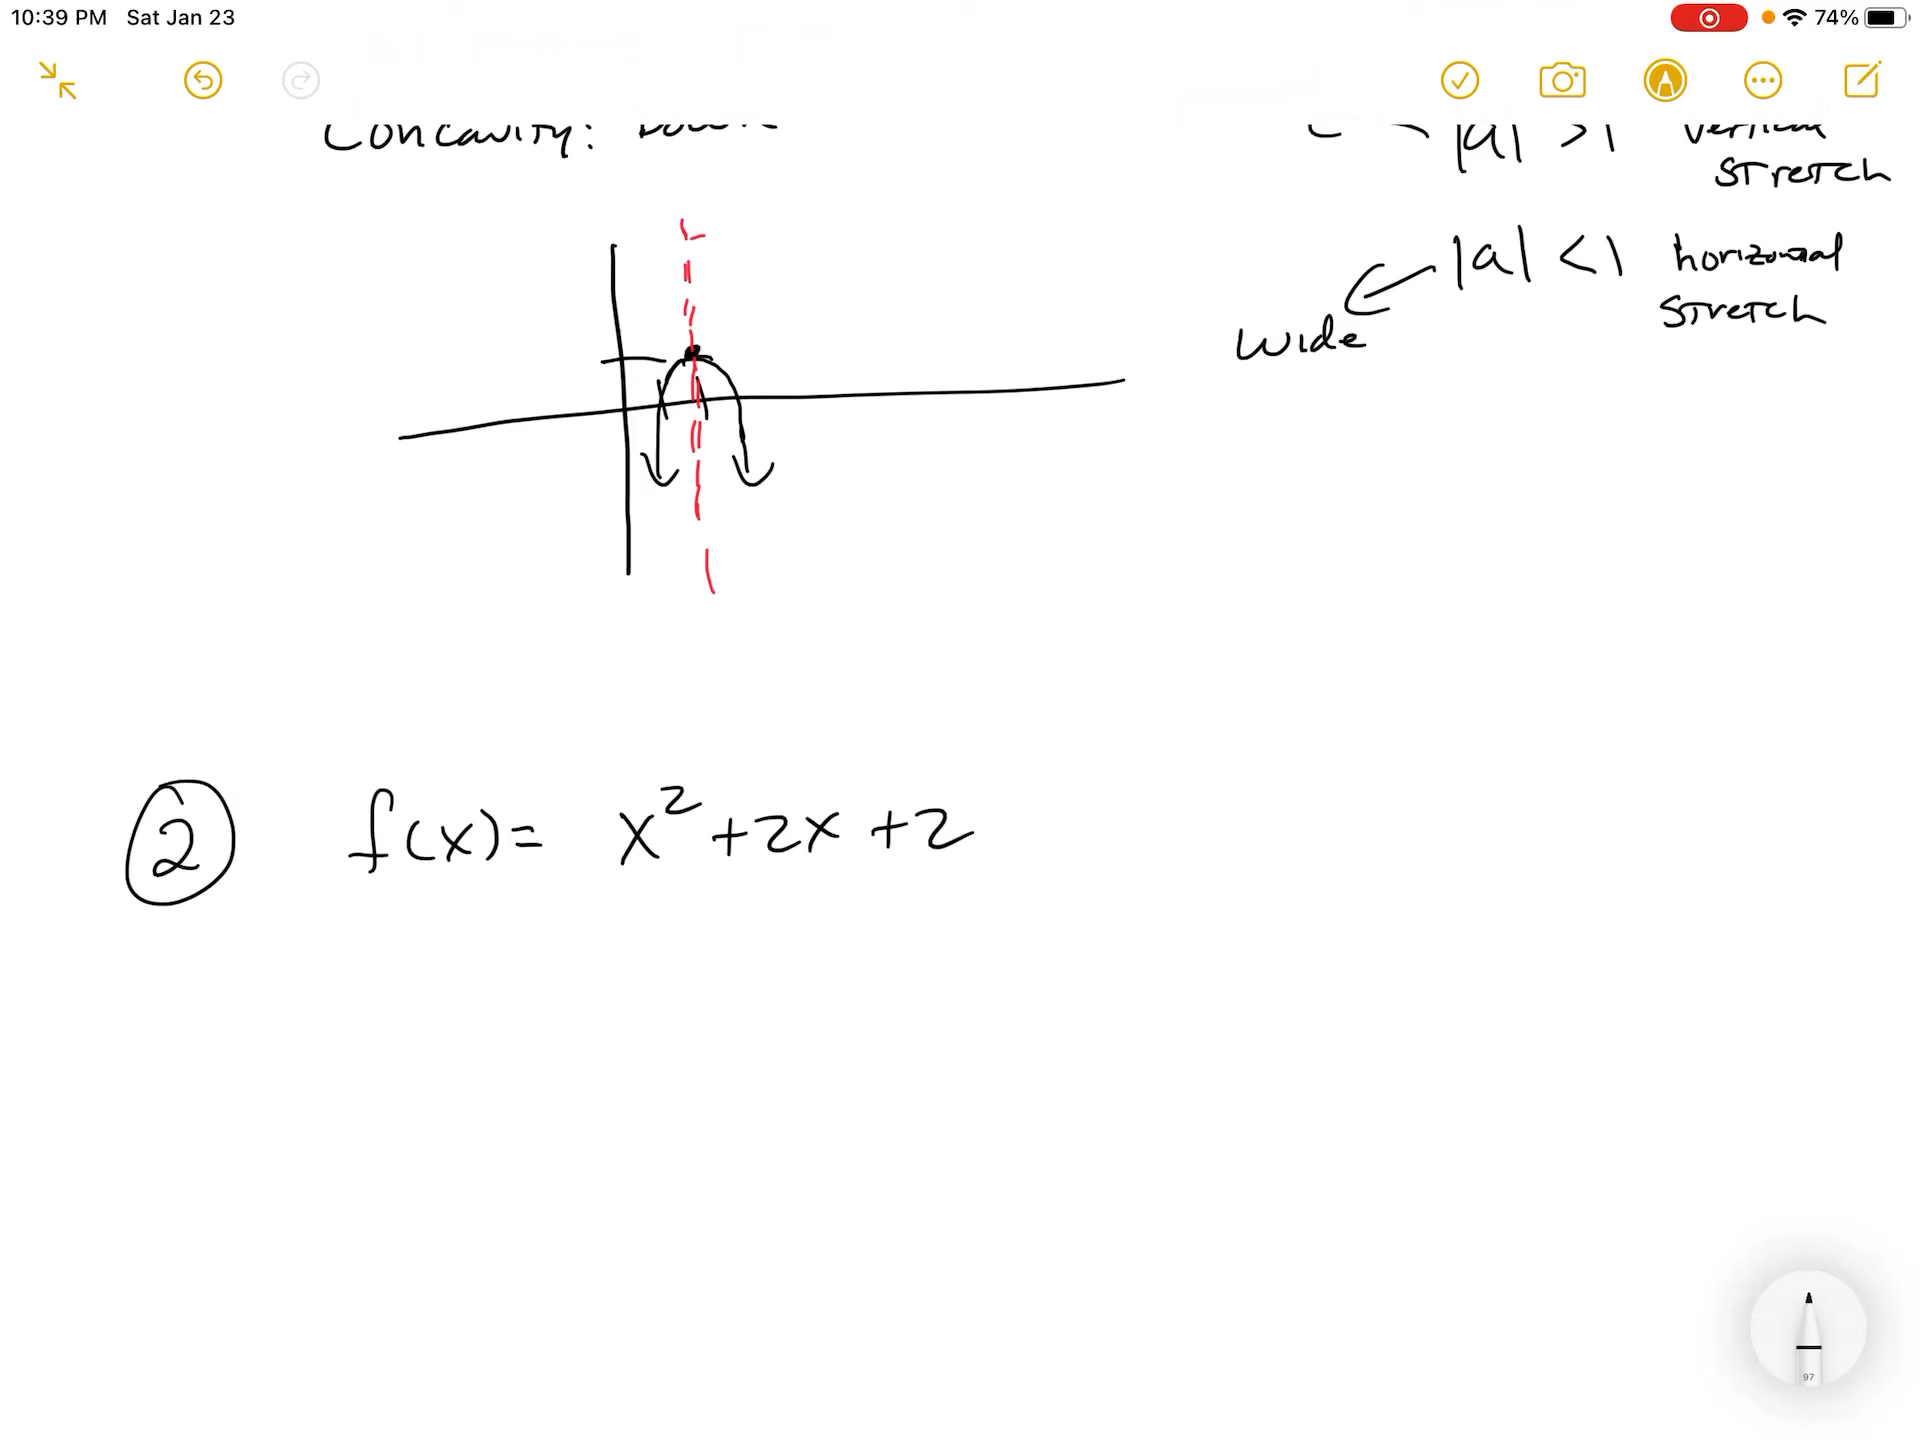 10:39 PM Sat Jan 23
74%
Concavity:
|a| >1 vertical
stretch
|a| <1 horizontal
stretch
wide
2 f(x)= x²+2x+2
97